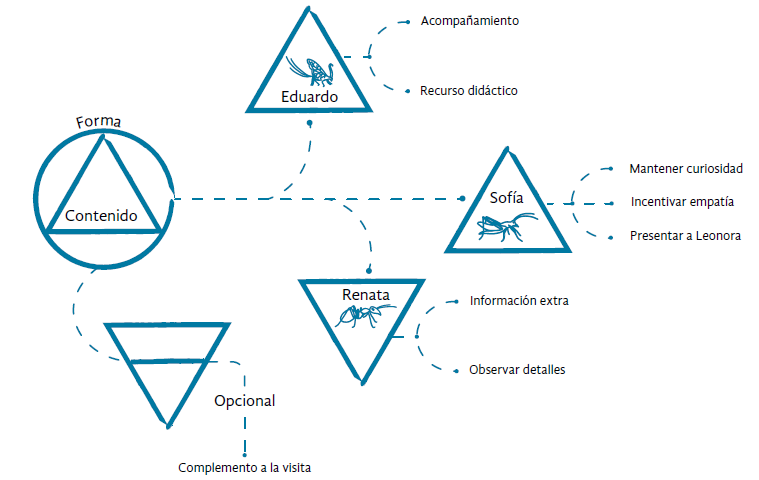 Acompañamiento
Eduardo
Recurso didáctico
Forma
Contenido
Mantener curiosidad
Sofía
Incentivar empatía
Presentar a Leonora
Renata
Información extra
Observar detalles
Opcional
Complemento a la visita